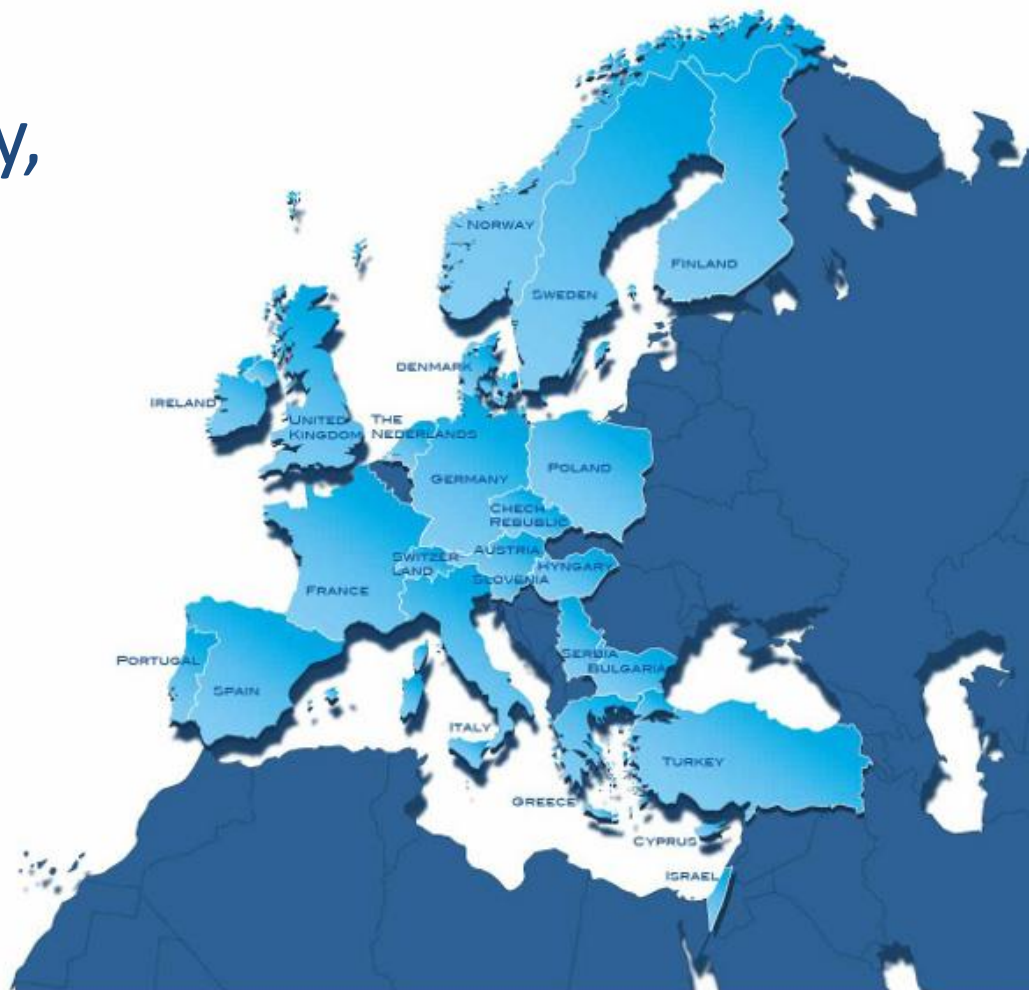 y,
NORWAY
FINLAND
SWEDEN
DENMARK
IRELAND
UNITED
KINGDOM
THE
NEDERLANDS
POLAND
GERMANY
CHECH
REPUBLIC
AUSTRIA
SWITZER
LAND
HYNGARY
SLOVENIA
FRANCE
SERBIA
BULGARIA
PORTUGAL
SPAIN
ITALY
TURKEY
GREECE
CYPRUS
ISRAEL